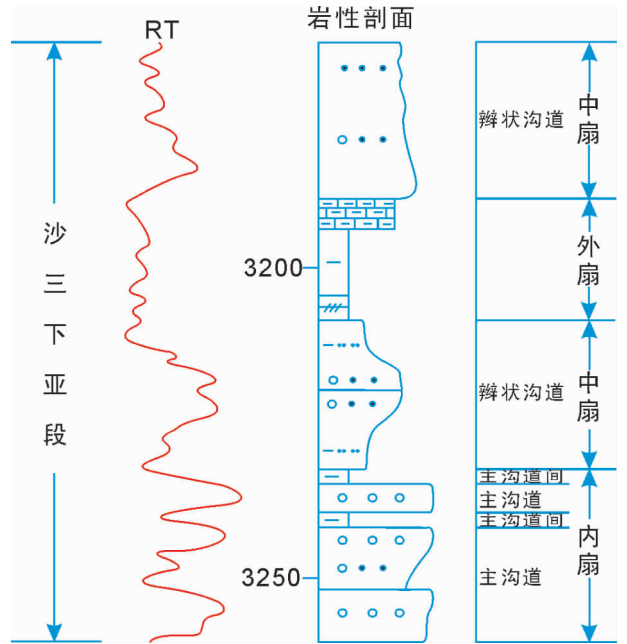 RT
岩性剖面
沙三下亚段
3200
3250
辫状沟道
中扇
外扇
辫状沟道
中扇
主沟道间
主沟道
主沟道间
主沟道
内扇